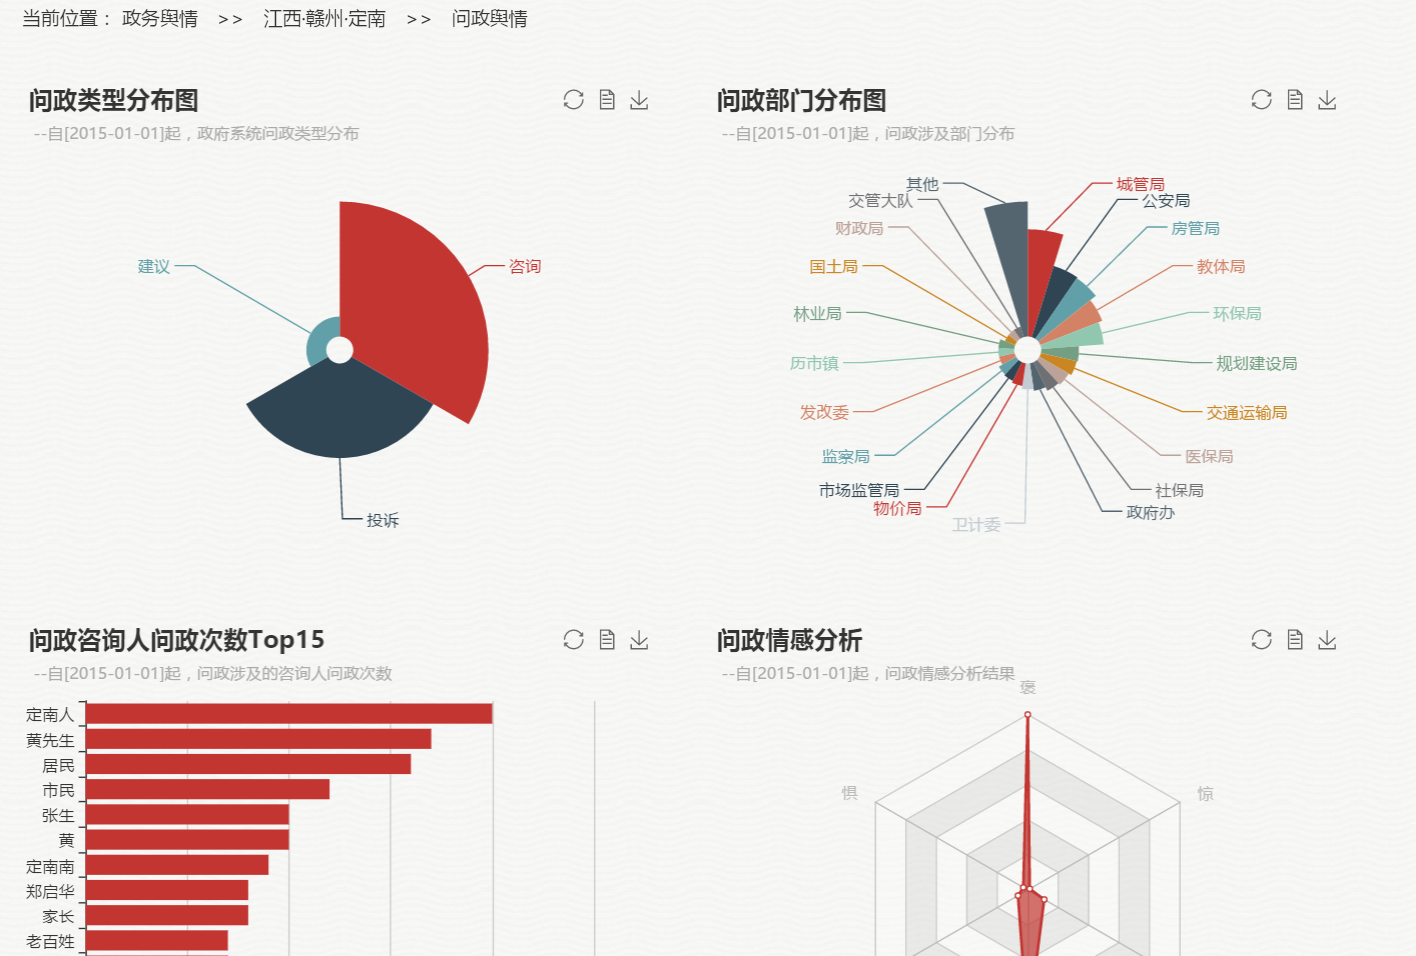 当前位置： 政务舆情 >> 江西·赣州·定南 >> 问政舆情
问政类型分布图
--自[2015-01-01]起，政府系统问政类型分布
建议
咨询
投诉
问政部门分布图
--自[2015-01-01]起，问政涉及部门分布
其他
城管局
交管大队
公安局
财政局
房管局
国土局
教体局
林业局
环保局
历市镇
规划建设局
发改委
交通运输局
监察局
医保局
市场监管局
社保局
物价局
政府办
卫计委
问政咨询人问政次数Top15
--自[2015-01-01]起，问政涉及的咨询人问政次数
定南人
黄先生
居民
市民
张生
黄
定南南
郑启华
家长
老百姓
问政情感分析
--自[2015-01-01]起，问政情感分析结果
褒
惧
惊